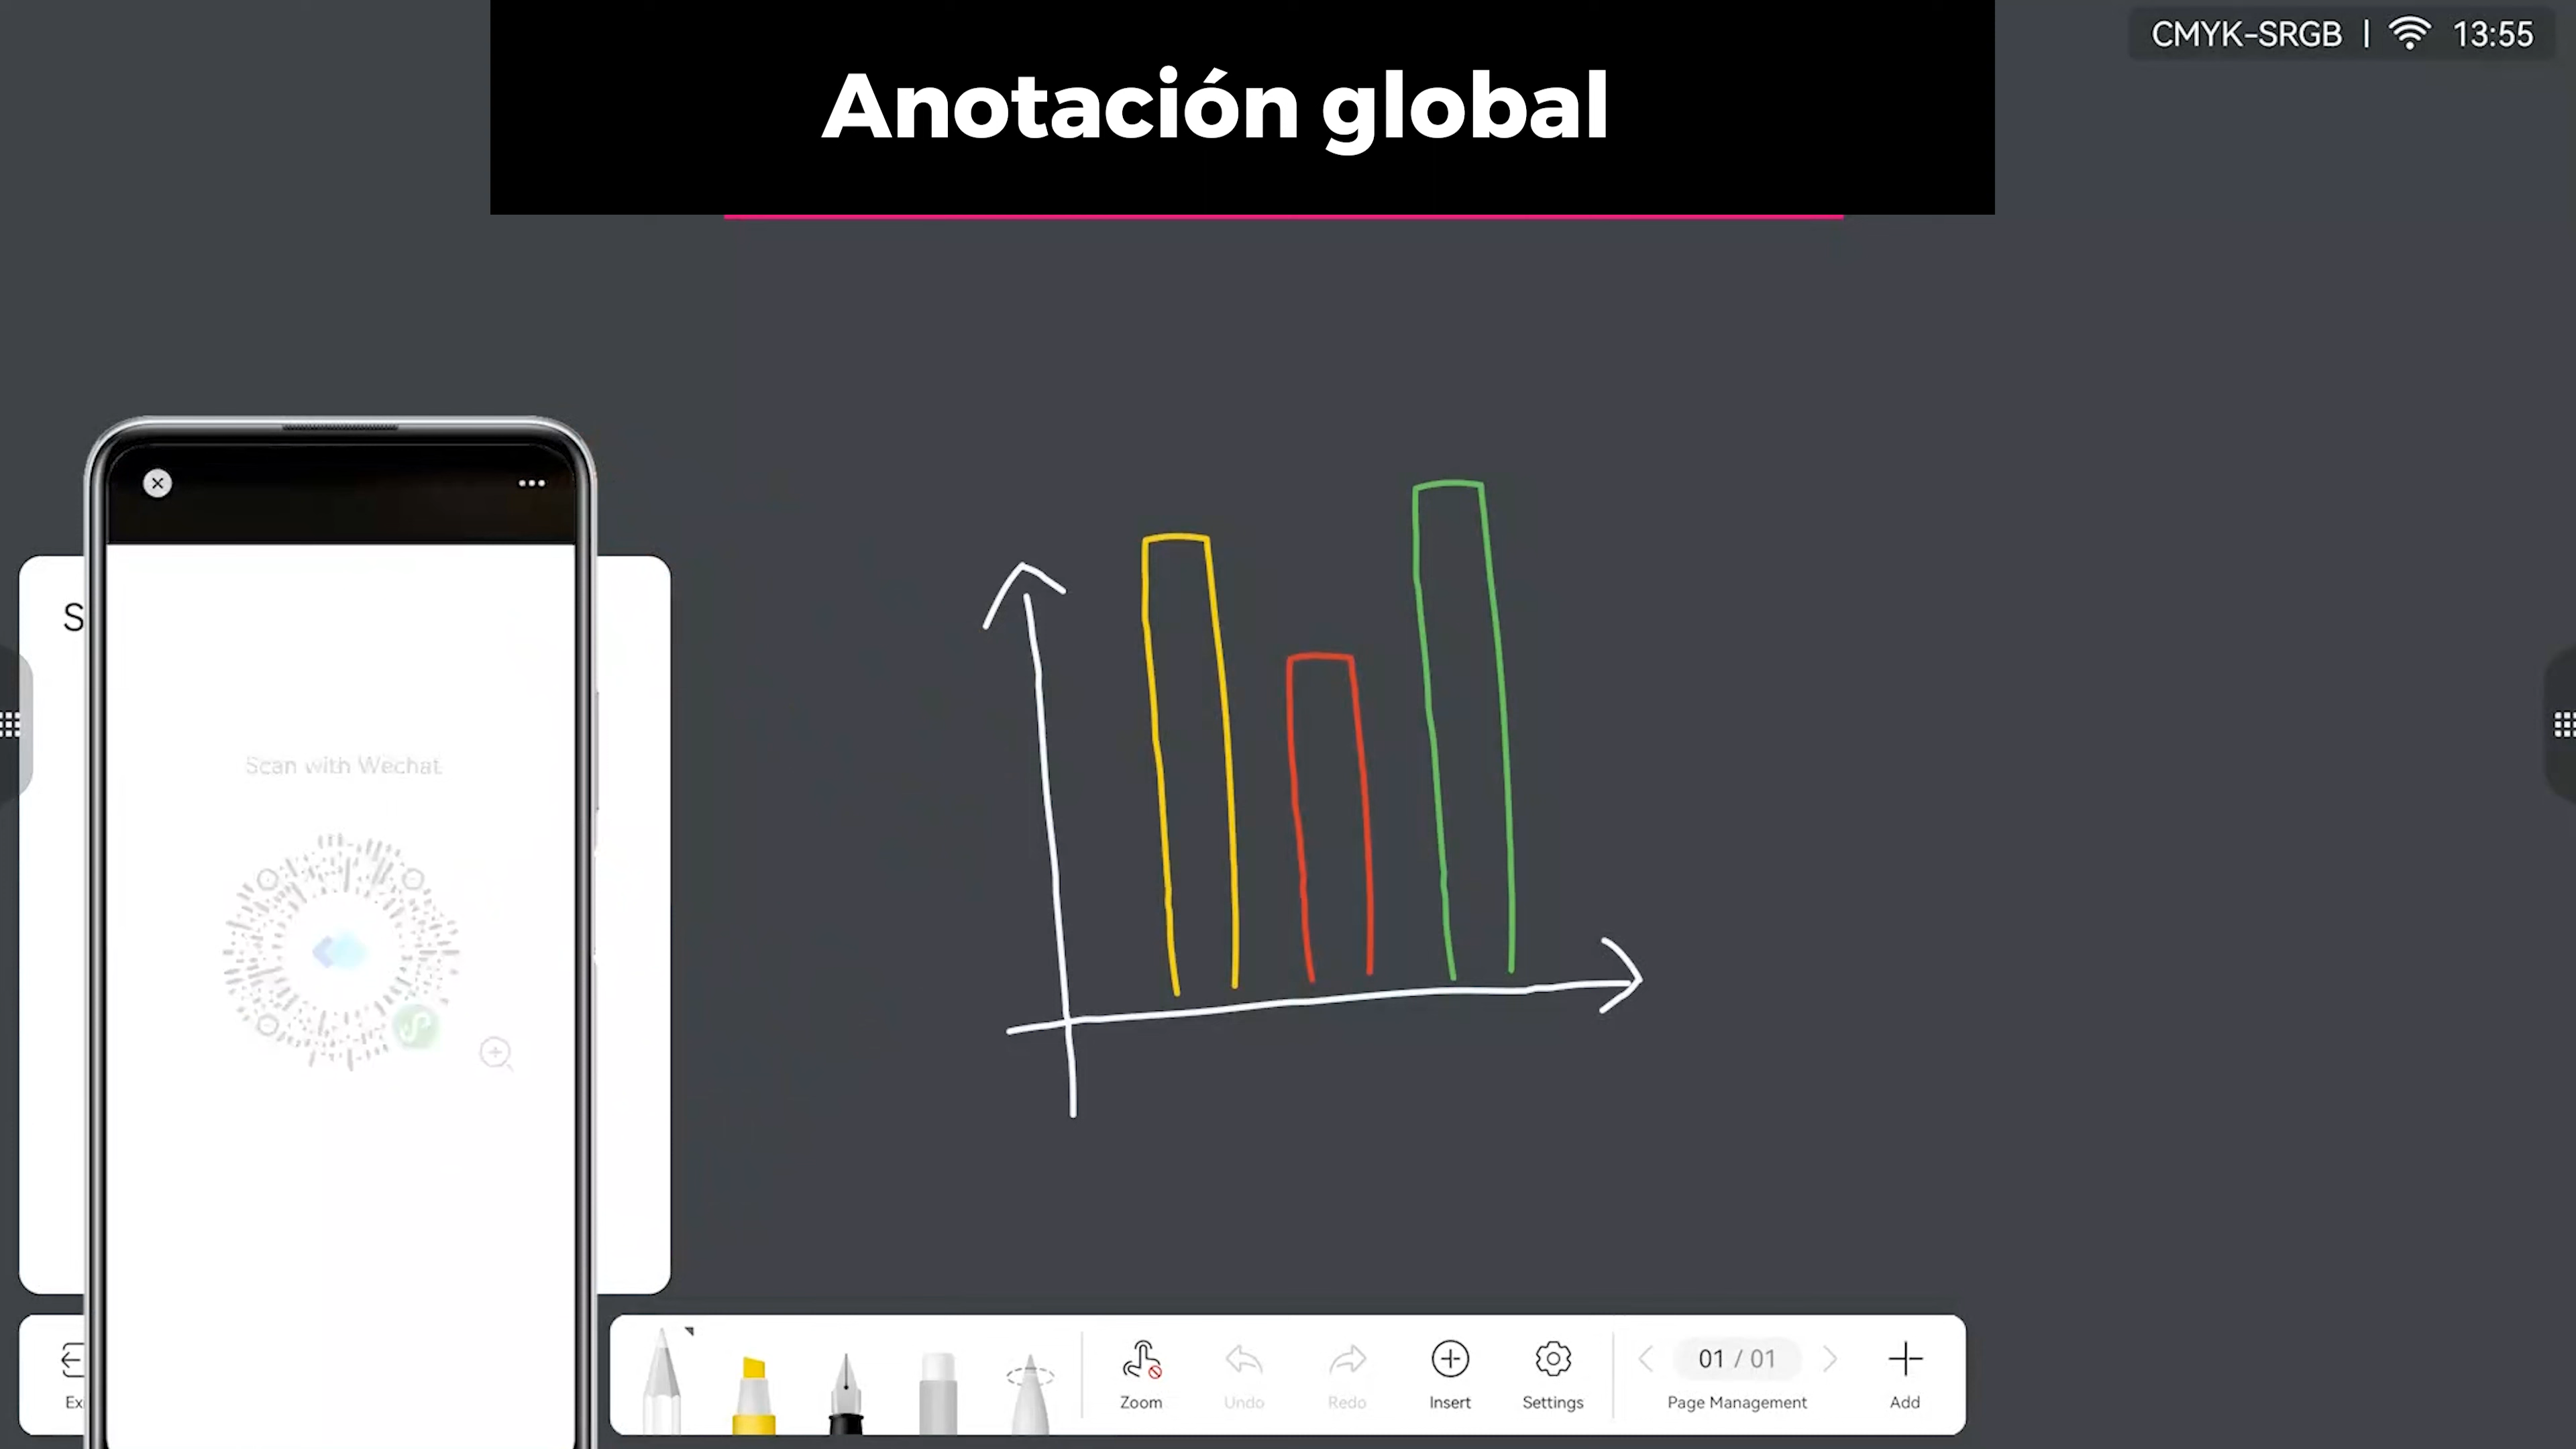 Anotación global
CMYK-SRGB | 13:55
S
Scan with Wechat
Ex
Zoom
Undo
Redo
Insert
Settings
01 / 01
Page Management
Add